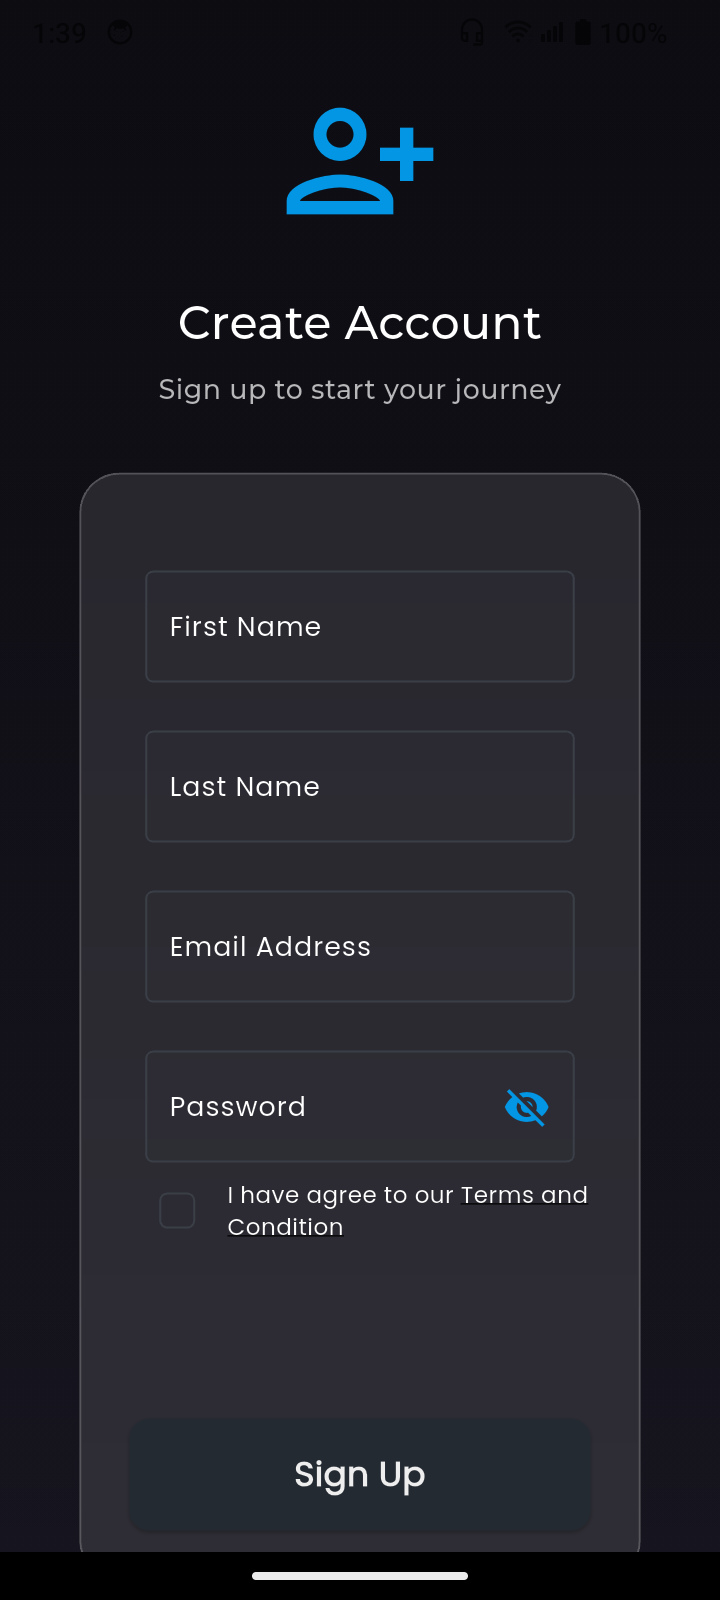 1:39 100%
Create Account
Sign up to start your journey
First Name
Last Name
Email Address
Password
I have agree to our Terms and
Condition
Sign Up